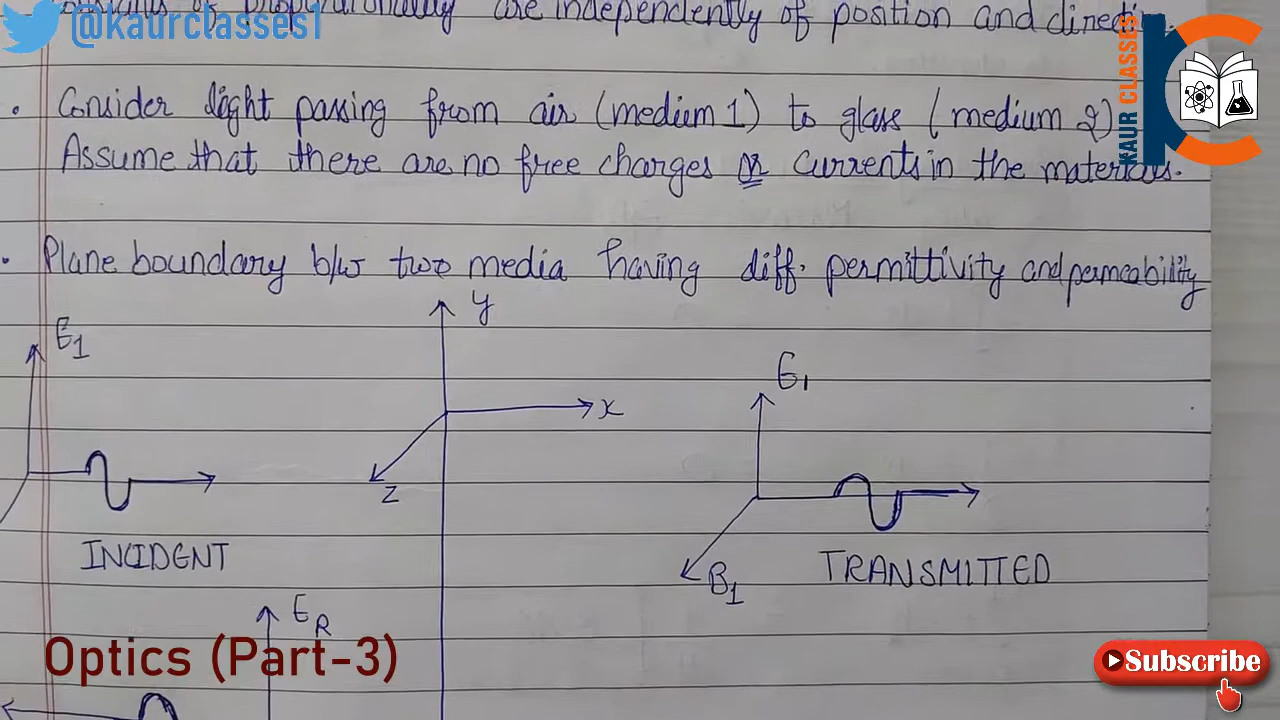 are independently of position and direction.
@kaurclasses1
KAUR CLASSES
. Consider light passing from air (medium 1) to glass (medium 2)
Assume that there are no free charges or currents in the materials.
. Plane boundary b/w two media having diff. permittivity and permeability
E1
y
x
z
INCIDENT
E1
B1
TRANSMITTED
ER
Optics (Part-3)
Subscribe